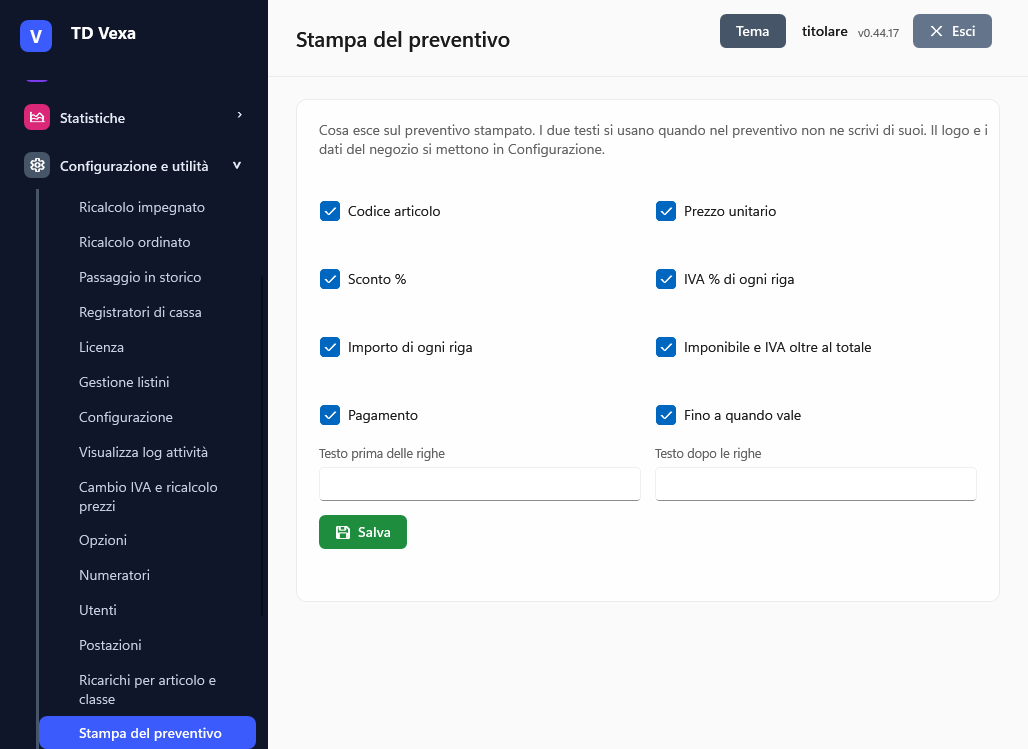 V
TD Vexa
Statistiche
Configurazione e utilità
Ricalcolo impegnato
Ricalcolo ordinato
Passaggio in storico
Registratori di cassa
Licenza
Gestione listini
Configurazione
Visualizza log attività
Cambio IVA e ricalcolo
prezzi
Opzioni
Numeratori
Utenti
Postazioni
Ricarichi per articolo e
classe
Stampa del preventivo
Stampa del preventivo
Tema
titolare v0.44.17
Esci
Cosa esce sul preventivo stampato. I due testi si usano quando nel preventivo non ne scrivi di suoi. Il logo e i
dati del negozio si mettono in Configurazione.
Codice articolo
Prezzo unitario
Sconto %
IVA % di ogni riga
Importo di ogni riga
Imponibile e IVA oltre al totale
Pagamento
Fino a quando vale
Testo prima delle righe
Testo dopo le righe
Salva